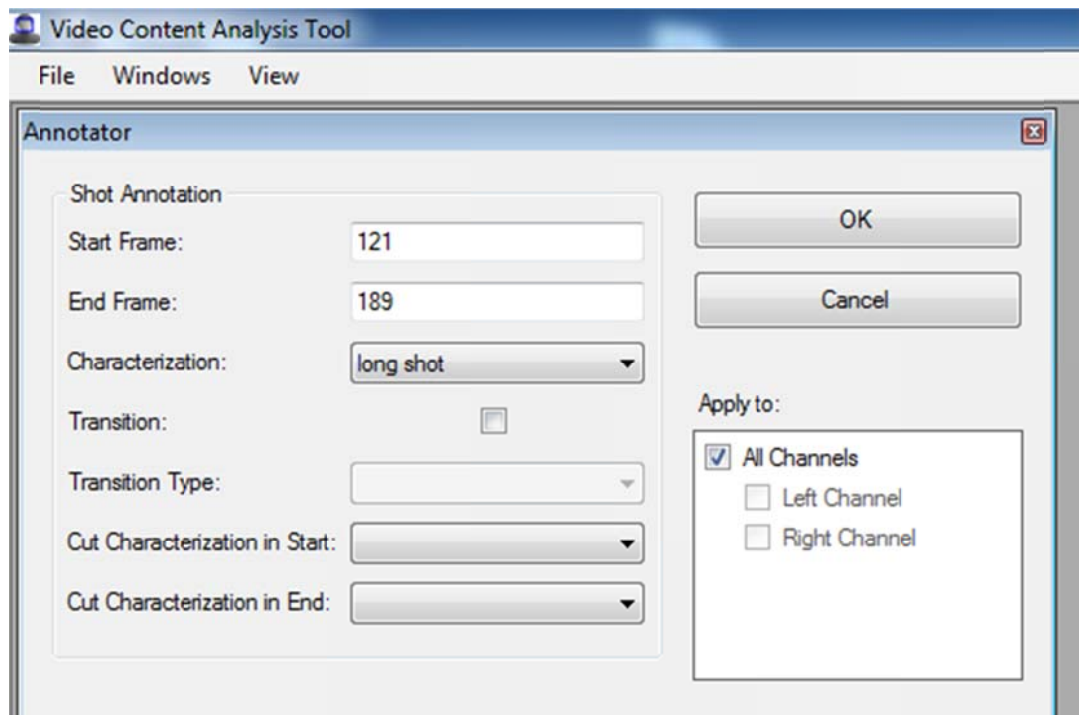 Video Content Analysis Tool
File Windows View
Annotator
Shot Annotation
Start Frame: 121
End Frame: 189
Characterization: long shot
Transition:
Transition Type:
Cut Characterization in Start:
Cut Characterization in End:
OK
Cancel
Apply to:
All Channels
Left Channel
Right Channel